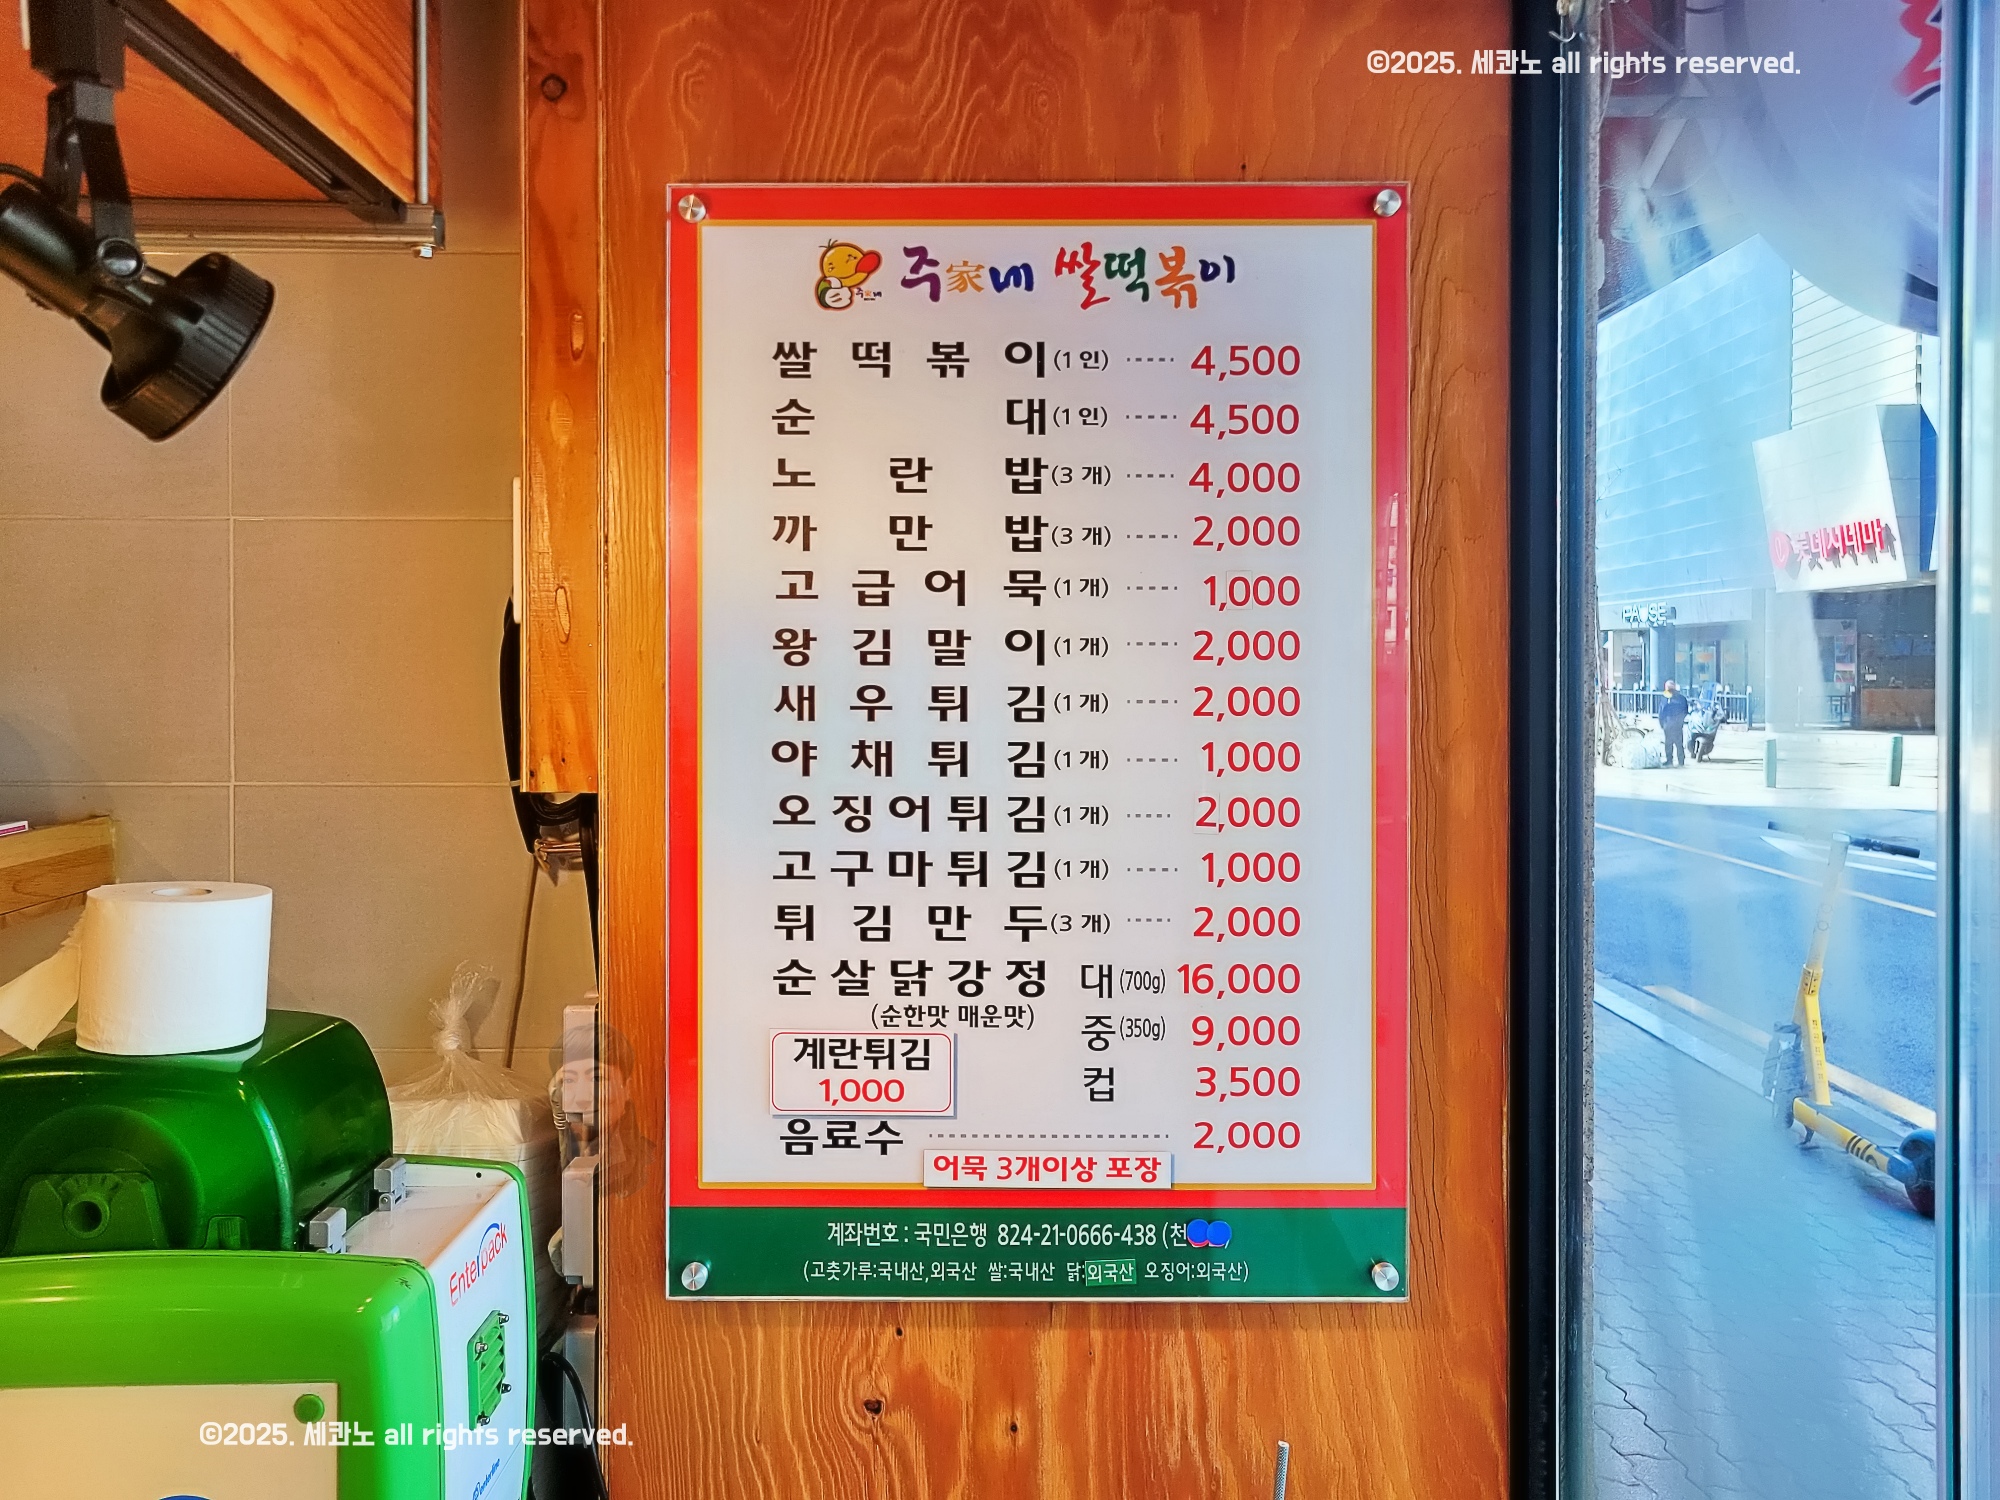 ©2025. 세콴노 all rights reserved.
주家네 쌀떡볶이
쌀떡볶이(1인) ····· 4,500
순대(1인) ····· 4,500
노란밥(3개) ····· 4,000
까만밥(3개) ····· 2,000
고급어묵(1개) ····· 1,000
왕김말이(1개) ····· 2,000
새우튀김(1개) ····· 2,000
야채튀김(1개) ····· 1,000
오징어튀김(1개) ····· 2,000
고구마튀김(1개) ····· 1,000
튀김만두(3개) ····· 2,000
순살닭강정 대(700g) 16,000
(순한맛 매운맛) 중(350g) 9,000
컵 3,500
계란튀김
1,000
음료수 ····· 2,000
어묵 3개이상 포장
계좌번호 : 국민은행 824-21-0666-438 (천
(고춧가루:국내산,외국산 쌀:국내산 닭:외국산 오징어:외국산)
롯데시네마
Enterpack
©2025. 세콴노 all rights reserved.